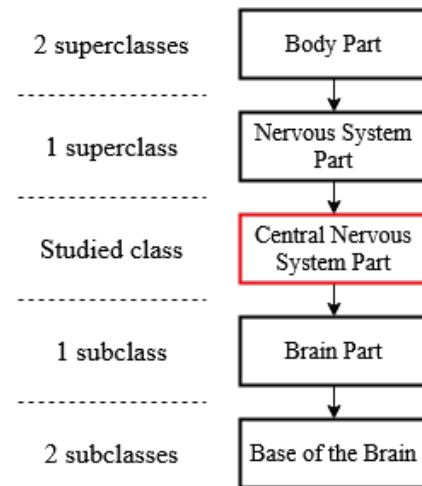 2 superclasses
Body Part
1 superclass
Nervous System
Part
Studied class
Central Nervous
System Part
1 subclass
Brain Part
2 subclasses
Base of the Brain